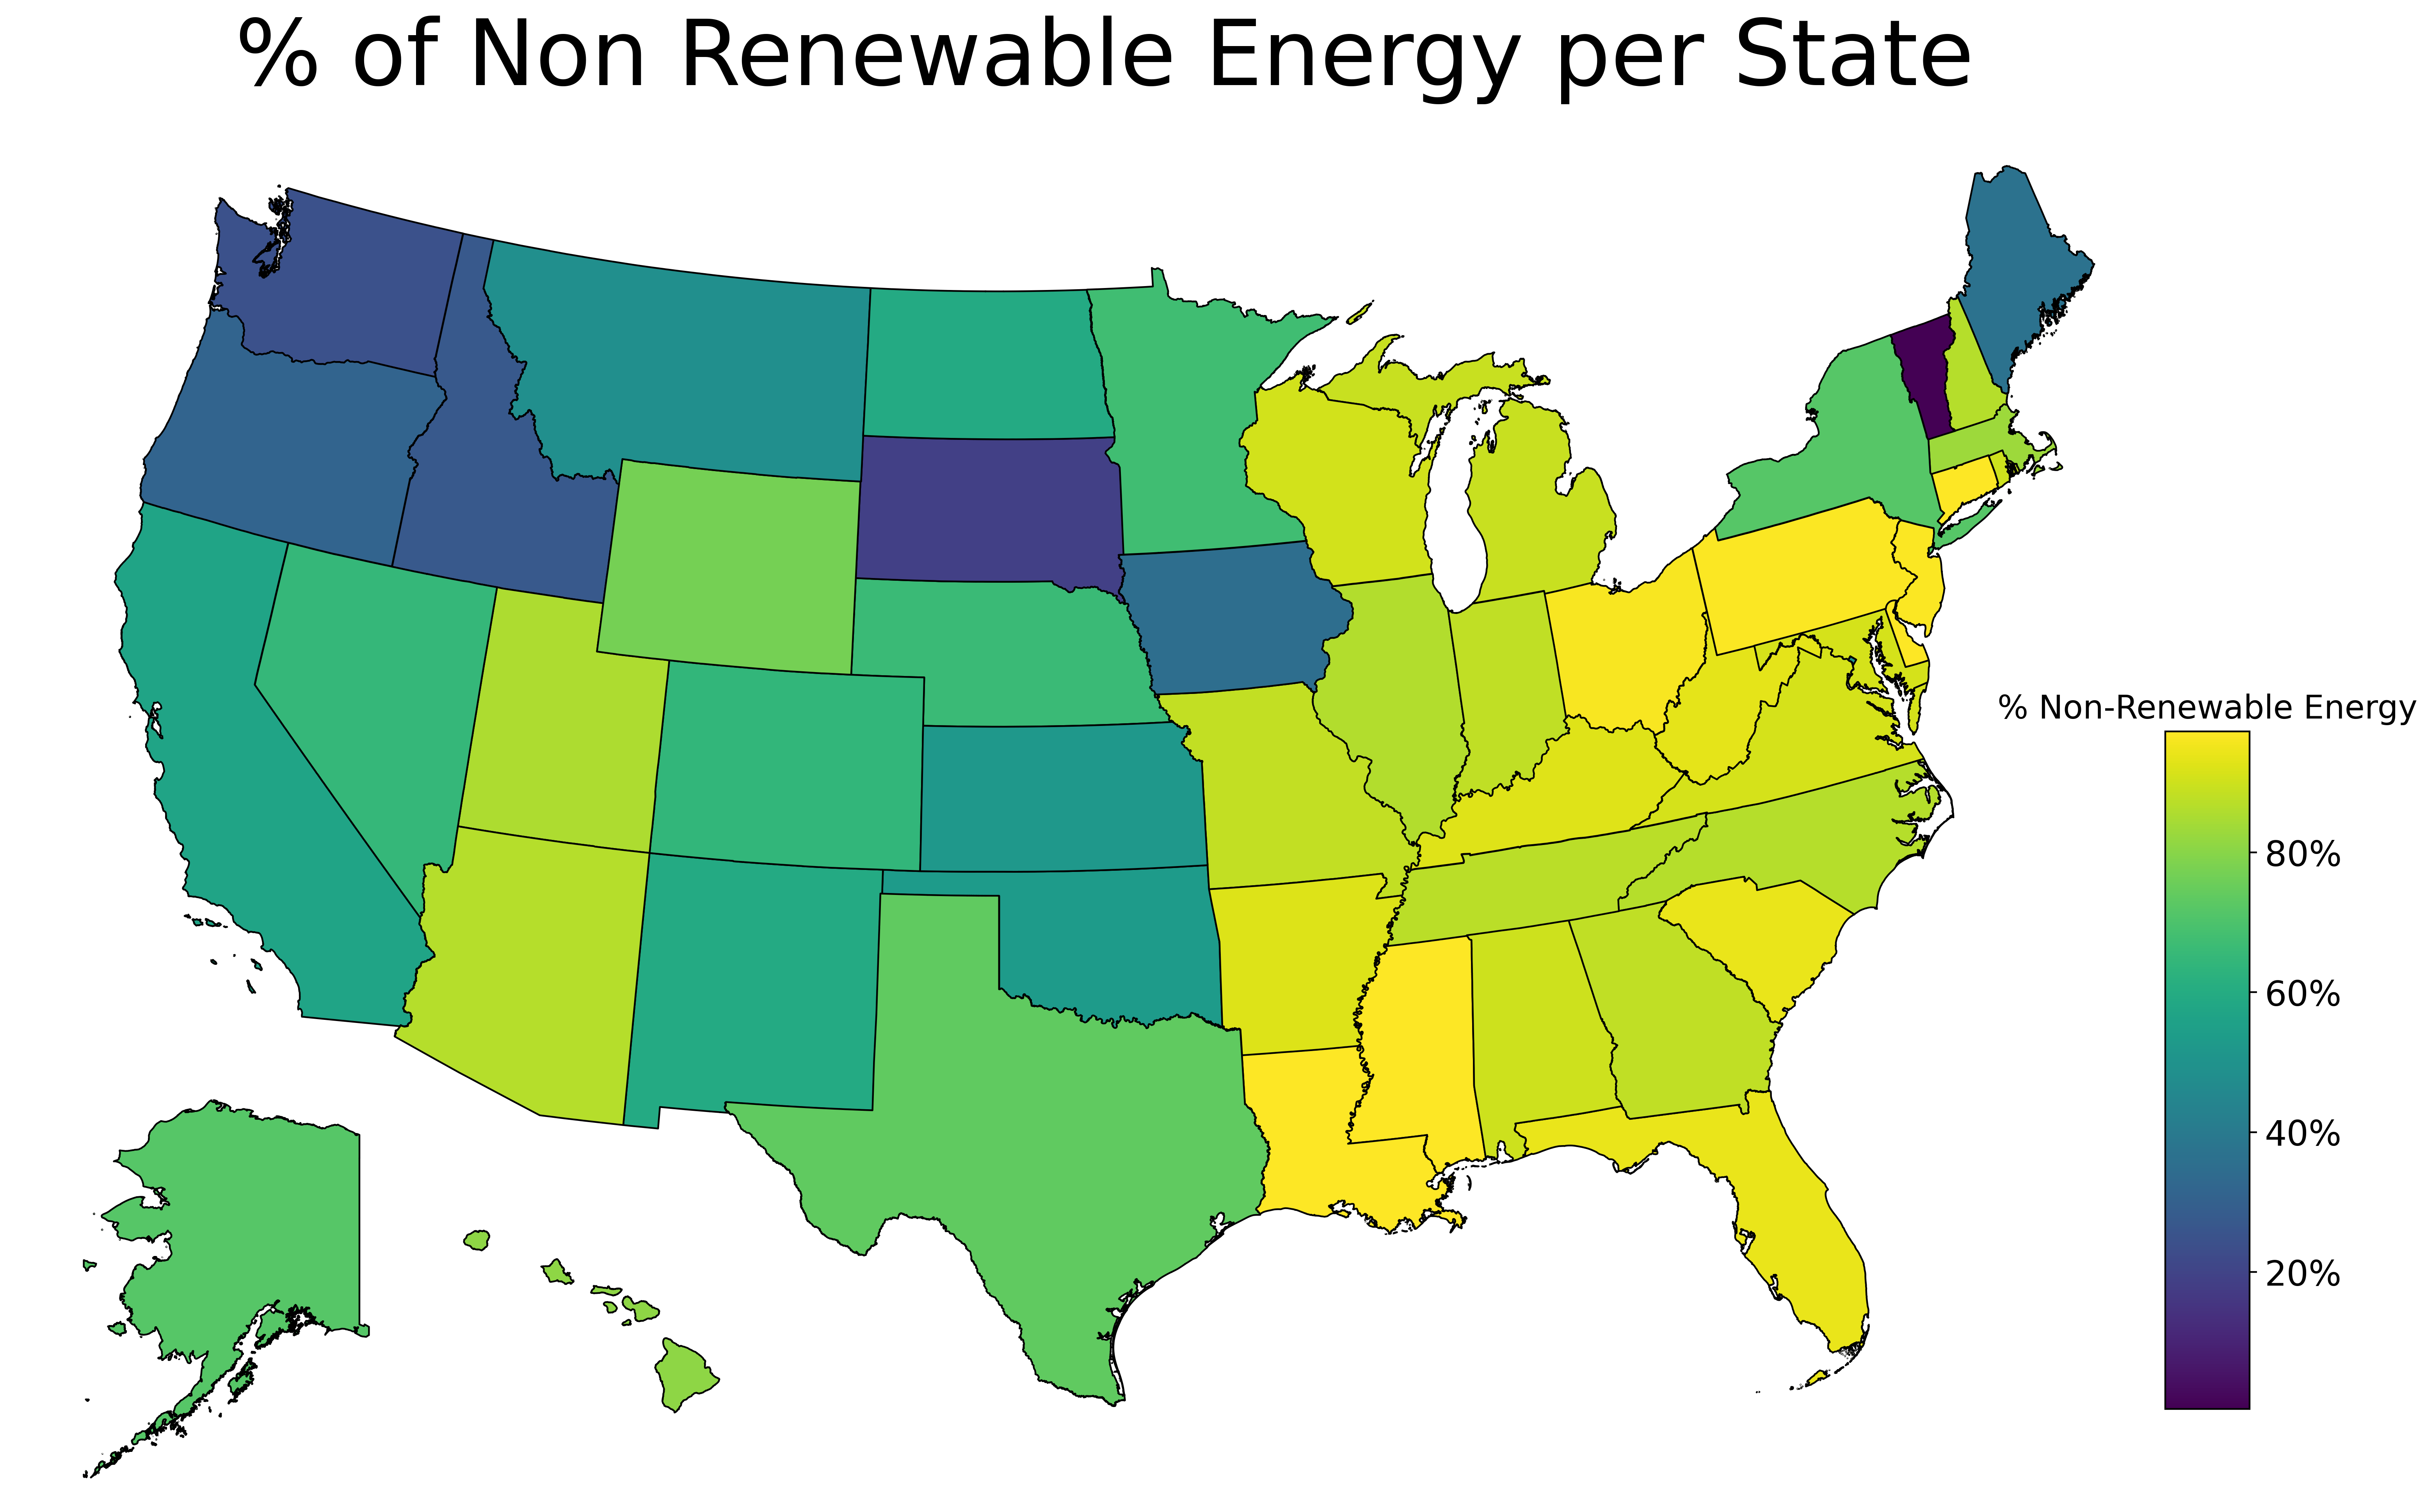 % of Non Renewable Energy per State
% Non-Renewable Energy
80%
60%
40%
20%